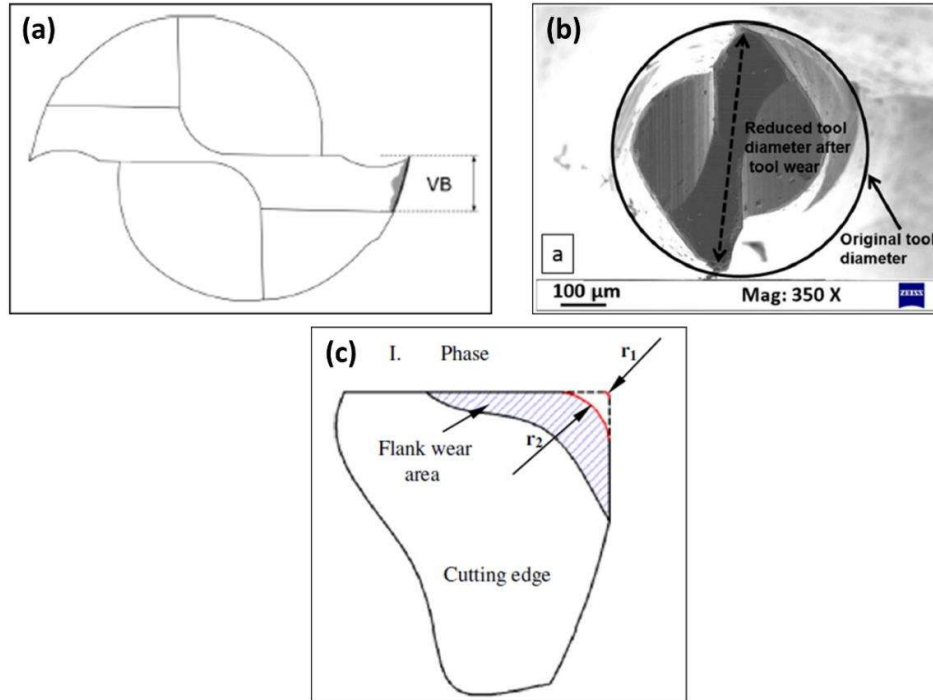 (a)
VB
(b)
Reduced tool
diameter after
tool wear
Original tool
diameter
a
100 µm
Mag: 350 X
ZEISS
(c)
I. Phase
r₁
r₂
Flank wear
area
Cutting edge